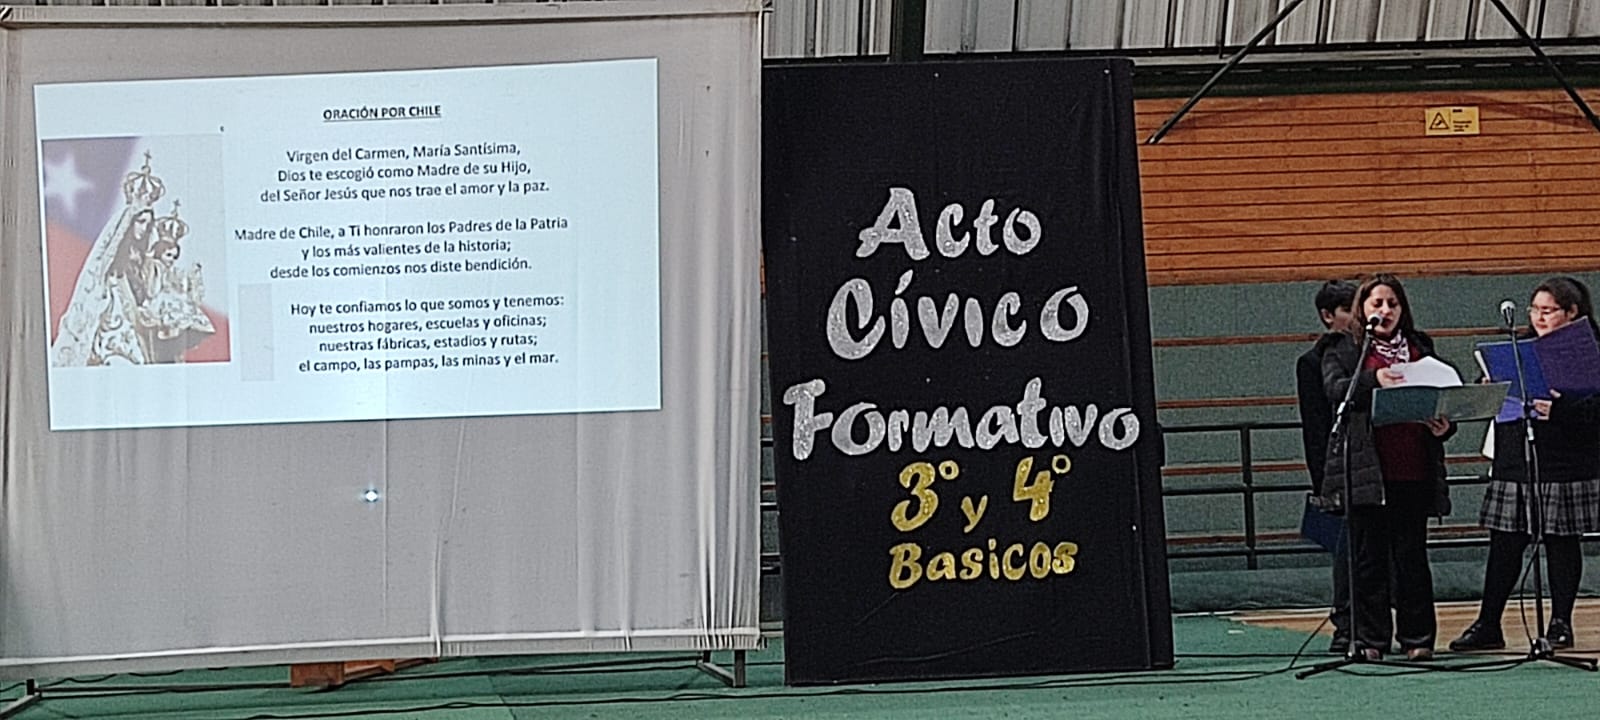 ORACIÓN POR CHILE
Virgen del Carmen, María Santísima,
Dios te escogió como Madre de su Hijo,
del Señor Jesús que nos trae el amor y la paz.
Madre de Chile, a Ti honraron los Padres de la Patria
y los más valientes de la historia;
desde los comienzos nos diste bendición.
Hoy te confiamos lo que somos y tenemos:
nuestros hogares, escuelas y oficinas;
nuestras fábricas, estadios y rutas;
el campo, las pampas, las minas y el mar.
Acto
Cívico
Formativo
3° y 4°
Basicos